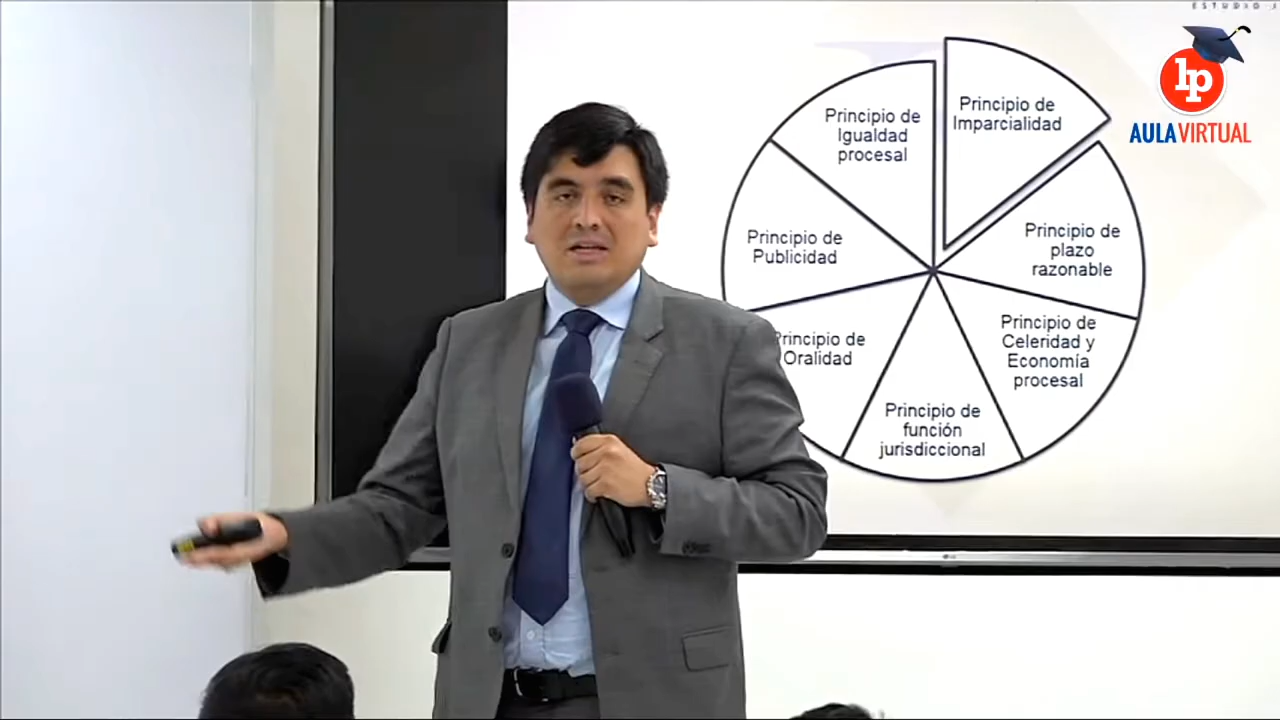 lp
AULA VIRTUAL
Principio de
Imparcialidad
Principio de
Igualdad
procesal
Principio de
plazo
razonable
Principio de
Publicidad
Principio de
Celeridad y
Economía
procesal
Principio de
Oralidad
Principio de
función
jurisdiccional
LG